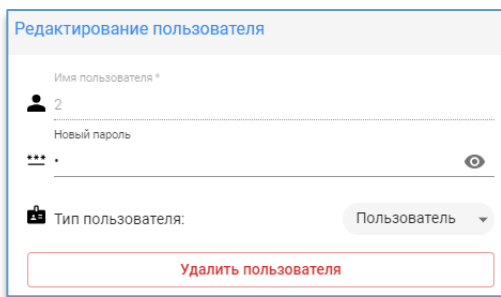 Редактирование пользователя
Имя пользователя *
2
Новый пароль
•
Тип пользователя:
Пользователь
Удалить пользователя